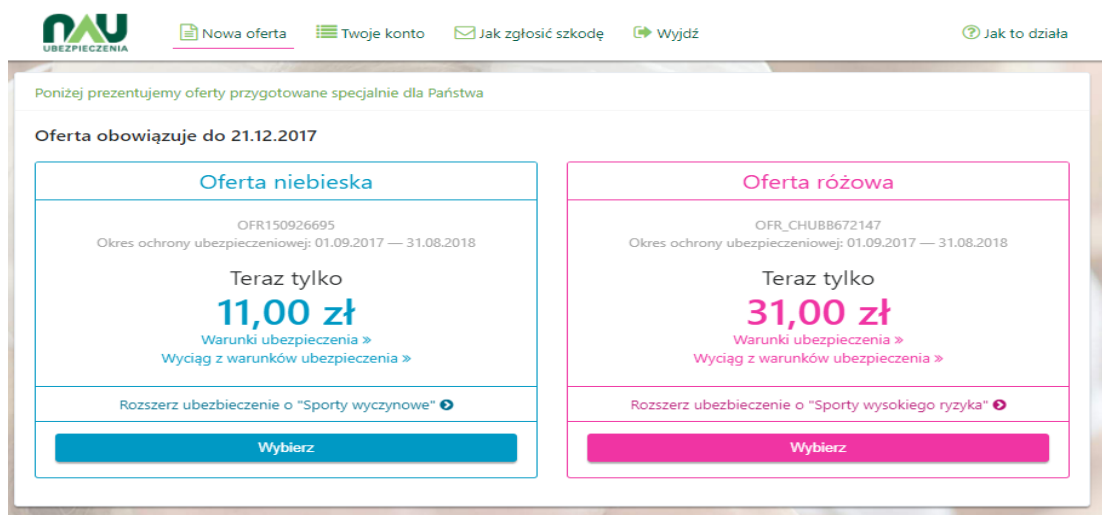 NAU
UBEZPIECZENIA
Nowa oferta
Twoje konto
Jak zgłosić szkodę
Wyjdź
Jak to działa
Poniżej prezentujemy oferty przygotowane specjalnie dla Państwa
Oferta obowiązuje do 21.12.2017
Oferta niebieska
OFR150926695
Okres ochrony ubezpieczeniowej: 01.09.2017 — 31.08.2018
Teraz tylko
11,00 zł
Warunki ubezpieczenia »
Wyciąg z warunków ubezpieczenia »
Rozszerz ubezbieczenie o "Sporty wyczynowe"
Wybierz
Oferta różowa
OFR_CHUBB672147
Okres ochrony ubezpieczeniowej: 01.09.2017 — 31.08.2018
Teraz tylko
31,00 zł
Warunki ubezpieczenia »
Wyciąg z warunków ubezpieczenia »
Rozszerz ubezbieczenie o "Sporty wysokiego ryzyka"
Wybierz